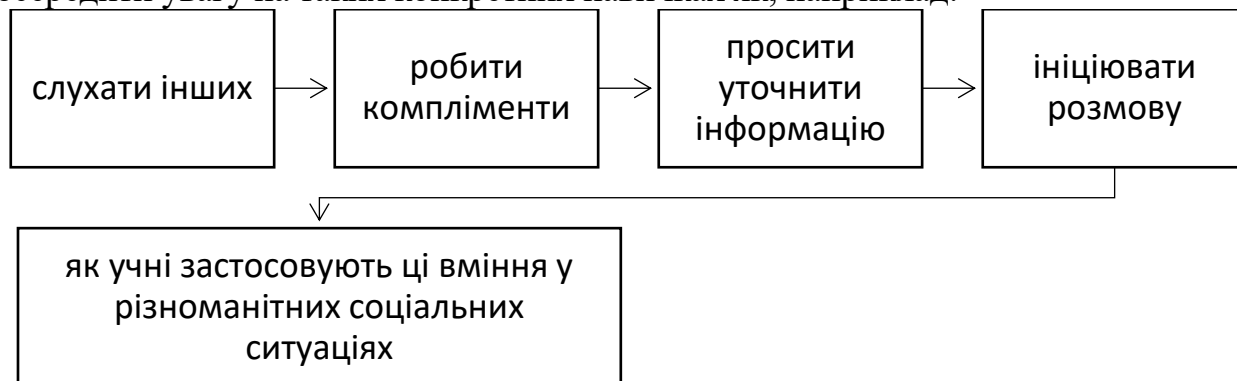 слухати інших
робити
компліменти
просити
уточнити
інформацію
ініціювати
розмову
як учні застосовують ці вміння у
різноманітних соціальних
ситуаціях